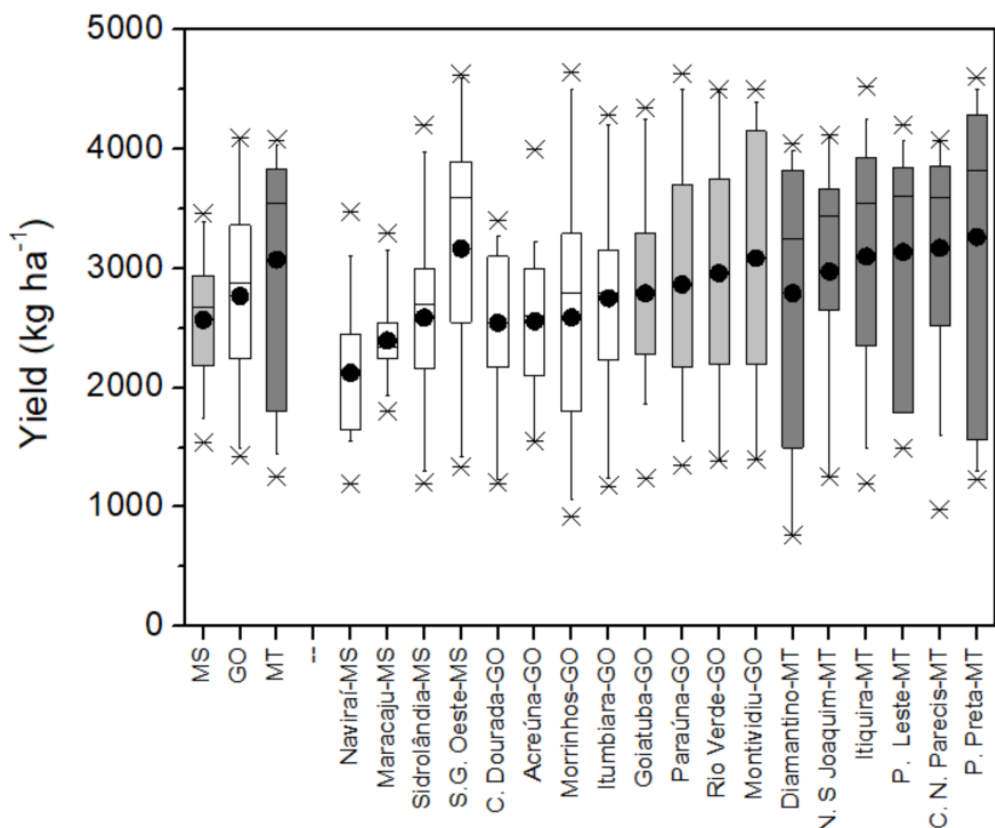 5000
4000
3000
2000
1000
0
Yield (kg ha⁻¹)
MS
GO
MT
--
Naviraí-MS
Maracaju-MS
Sidrolândia-MS
S.G. Oeste-MS
C. Dourada-GO
Acreúna-GO
Morrinhos-GO
Itumbiara-GO
Goiatuba-GO
Paraúna-GO
Rio Verde-GO
Montividiu-GO
Diamantino-MT
N. S Joaquim-MT
Itiquira-MT
P. Leste-MT
C. N. Parecis-MT
P. Preta-MT